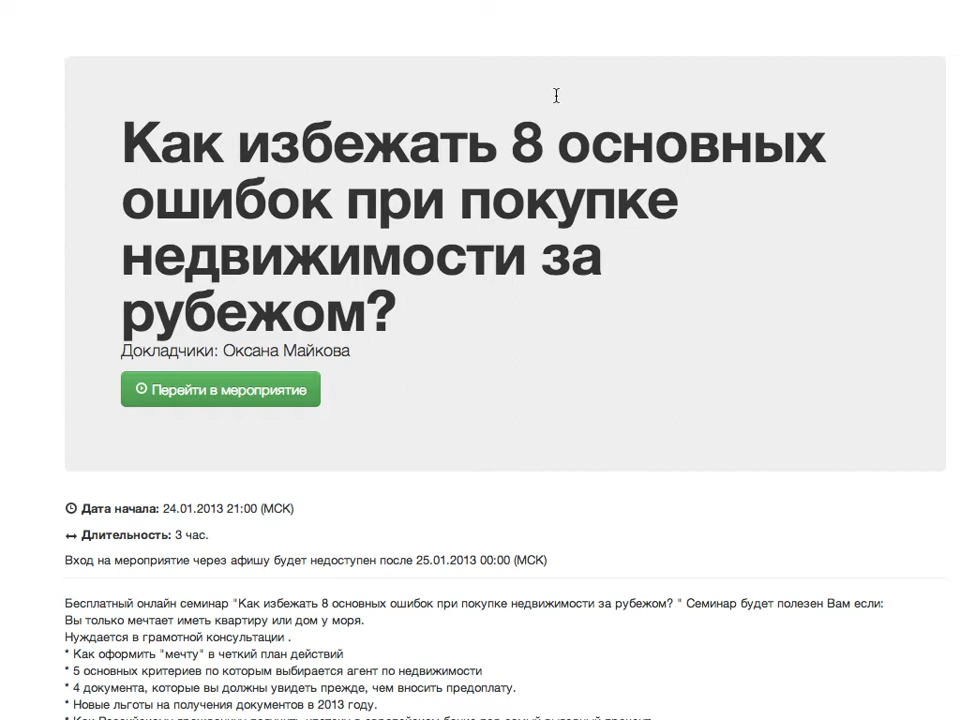 Как избежать 8 основных
ошибок при покупке
недвижимости за
рубежом?
Докладчики: Оксана Майкова
Перейти в мероприятие
Дата начала: 24.01.2013 21:00 (МСК)
Длительность: 3 час.
Вход на мероприятие через афишу будет недоступен после 25.01.2013 00:00 (МСК)
Бесплатный онлайн семинар "Как избежать 8 основных ошибок при покупке недвижимости за рубежом? " Семинар будет полезен Вам если:
Вы только мечтает иметь квартиру или дом у моря.
Нуждается в грамотной консультации .
* Как оформить "мечту" в четкий план действий
* 5 основных критериев по которым выбирается агент по недвижимости
* 4 документа, которые вы должны увидеть прежде, чем вносить предоплату.
* Новые льготы на получения документов в 2013 году.